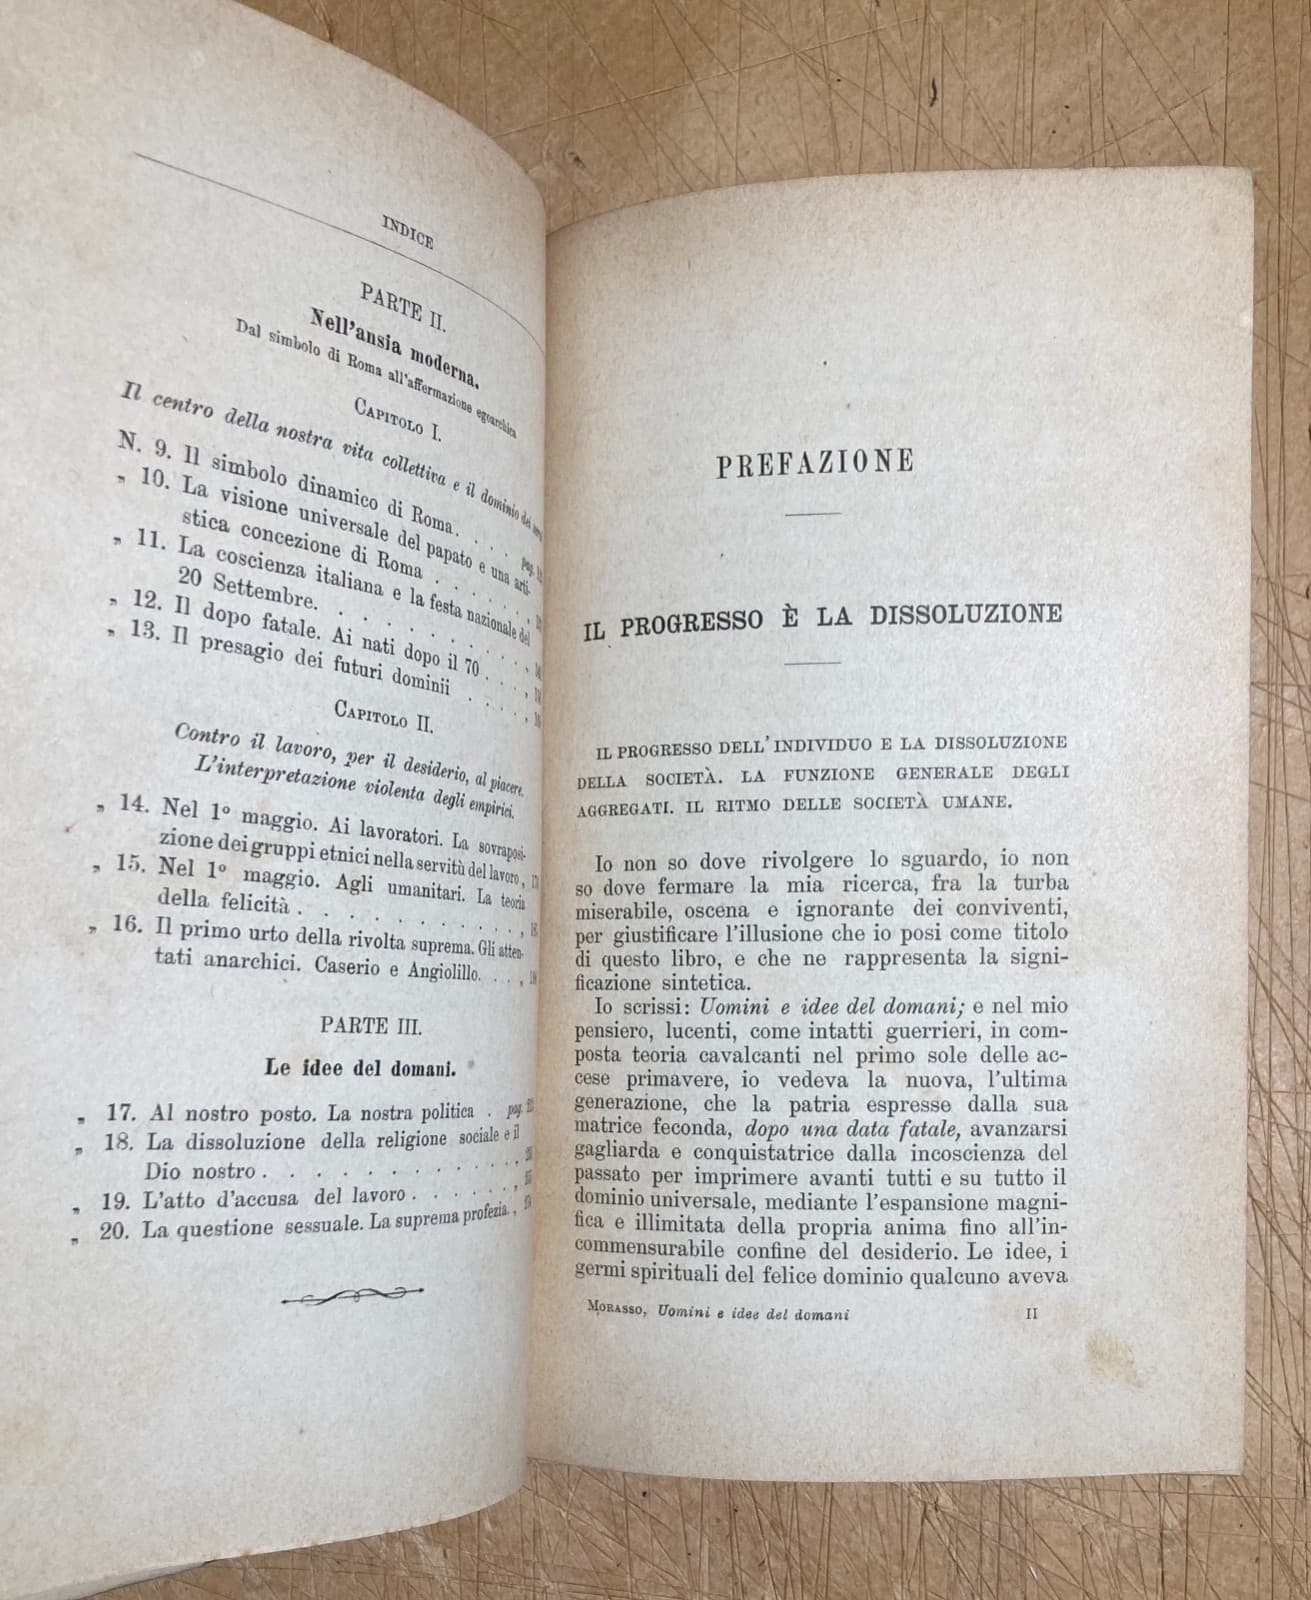 INDICE
PARTE II.
Nell'ansia moderna.
Dal simbolo di Roma all'affermazione egoarchica
CAPITOLO I.
Il centro della nostra vita collettiva e il dominio dei
N. 9. Il simbolo dinamico di Roma. . . . pag.
„ 10. La visione universale del papato e una arti-
stica concezione di Roma . . . . . . ,
„ 11. La coscienza italiana e la festa nazionale del
20 Settembre. . . . . . . . . . ,
„ 12. Il dopo fatale. Ai nati dopo il 70 . . . ,
„ 13. Il presagio dei futuri dominii . . . . . ,
CAPITOLO II.
Contro il lavoro, per il desiderio, al piacere.
L'interpretazione violenta degli empirici.
„ 14. Nel 1º maggio. Ai lavoratori. La sovraposi-
zione dei gruppi etnici nella servitù del lavoro ,
„ 15. Nel 1º maggio. Agli umanitari. La teoria
della felicità . . . . . . . . . . . ,
„ 16. Il primo urto della rivolta suprema. Gli atten-
tati anarchici. Caserio e Angiolillo. . . . ,
PARTE III.
Le idee del domani.
„ 17. Al nostro posto. La nostra politica . pag.
„ 18. La dissoluzione della religione sociale e il
Dio nostro . . . . . . . . . . . . ,
„ 19. L'atto d'accusa del lavoro . . . . . . ,
„ 20. La questione sessuale. La suprema profezia. ,
PREFAZIONE
IL PROGRESSO È LA DISSOLUZIONE
IL PROGRESSO DELL'INDIVIDUO E LA DISSOLUZIONE
DELLA SOCIETÀ. LA FUNZIONE GENERALE DEGLI
AGGREGATI. IL RITMO DELLE SOCIETÀ UMANE.
Io non so dove rivolgere lo sguardo, io non
so dove fermare la mia ricerca, fra la turba
miserabile, oscena e ignorante dei conviventi,
per giustificare l'illusione che io posi come titolo
di questo libro, e che ne rappresenta la signi-
ficazione sintetica.
Io scrissi: Uomini e idee del domani; e nel mio
pensiero, lucenti, come intatti guerrieri, in com-
posta teoria cavalcanti nel primo sole delle ac-
cese primavere, io vedeva la nuova, l'ultima
generazione, che la patria espresse dalla sua
matrice feconda, dopo una data fatale, avanzarsi
gagliarda e conquistatrice dalla incoscienza del
passato per imprimere avanti tutti e su tutto il
dominio universale, mediante l'espansione magni-
fica e illimitata della propria anima fino all'in-
commensurabile confine del desiderio. Le idee, i
germi spirituali del felice dominio qualcuno aveva
MORASSO, Uomini e idee del domani II